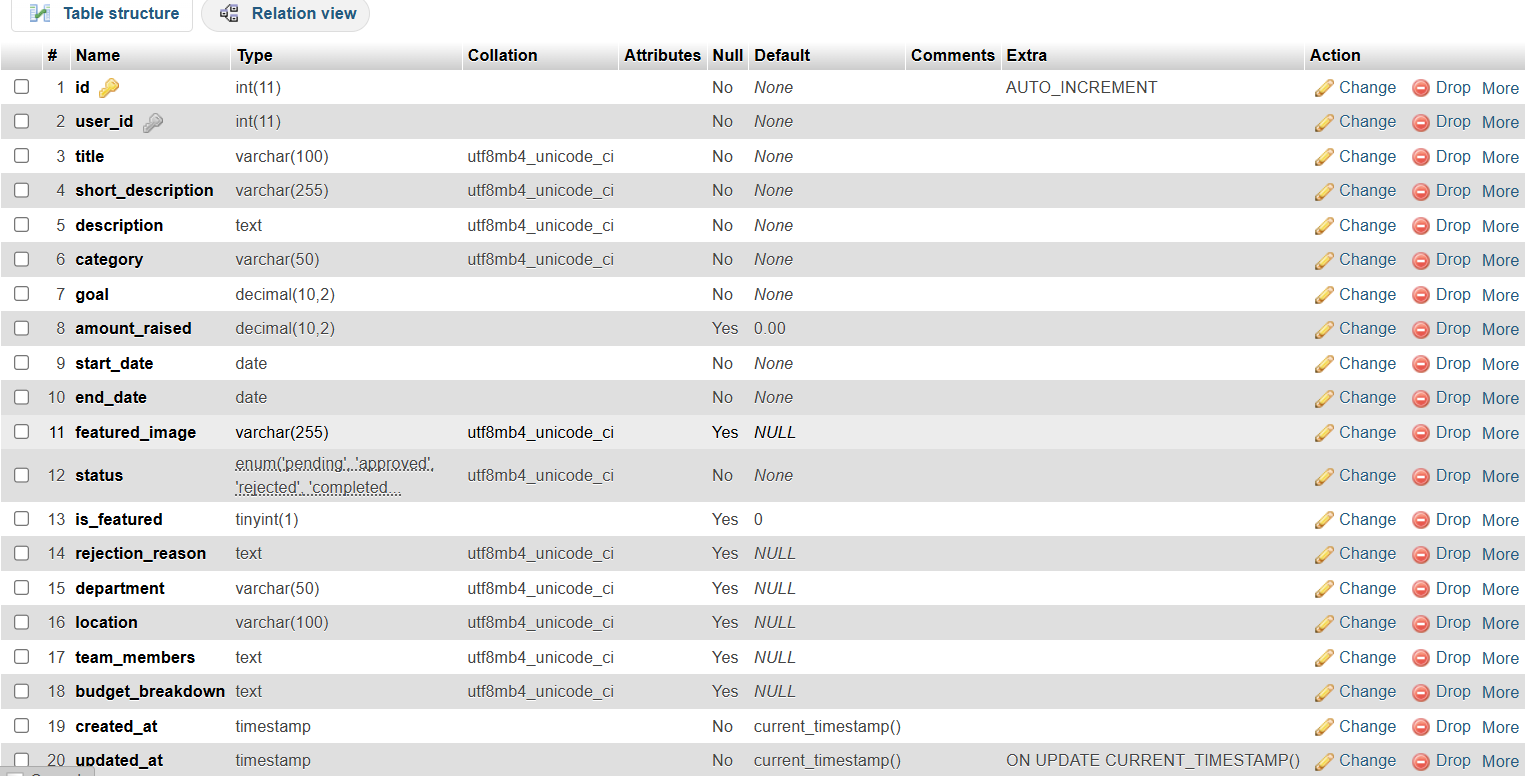 Table structure Relation view
# Name Type Collation Attributes Null Default Comments Extra Action
1 id int(11) No None AUTO_INCREMENT Change Drop More
2 user_id int(11) No None Change Drop More
3 title varchar(100) utf8mb4_unicode_ci No None Change Drop More
4 short_description varchar(255) utf8mb4_unicode_ci No None Change Drop More
5 description text utf8mb4_unicode_ci No None Change Drop More
6 category varchar(50) utf8mb4_unicode_ci No None Change Drop More
7 goal decimal(10,2) No None Change Drop More
8 amount_raised decimal(10,2) Yes 0.00 Change Drop More
9 start_date date No None Change Drop More
10 end_date date No None Change Drop More
11 featured_image varchar(255) utf8mb4_unicode_ci Yes NULL Change Drop More
12 status enum('pending', 'approved', utf8mb4_unicode_ci No None Change Drop More
'rejected', 'completed...
13 is_featured tinyint(1) Yes 0 Change Drop More
14 rejection_reason text utf8mb4_unicode_ci Yes NULL Change Drop More
15 department varchar(50) utf8mb4_unicode_ci Yes NULL Change Drop More
16 location varchar(100) utf8mb4_unicode_ci Yes NULL Change Drop More
17 team_members text utf8mb4_unicode_ci Yes NULL Change Drop More
18 budget_breakdown text utf8mb4_unicode_ci Yes NULL Change Drop More
19 created_at timestamp No current_timestamp() Change Drop More
20 updated_at timestamp No current_timestamp() ON UPDATE CURRENT_TIMESTAMP() Change Drop More